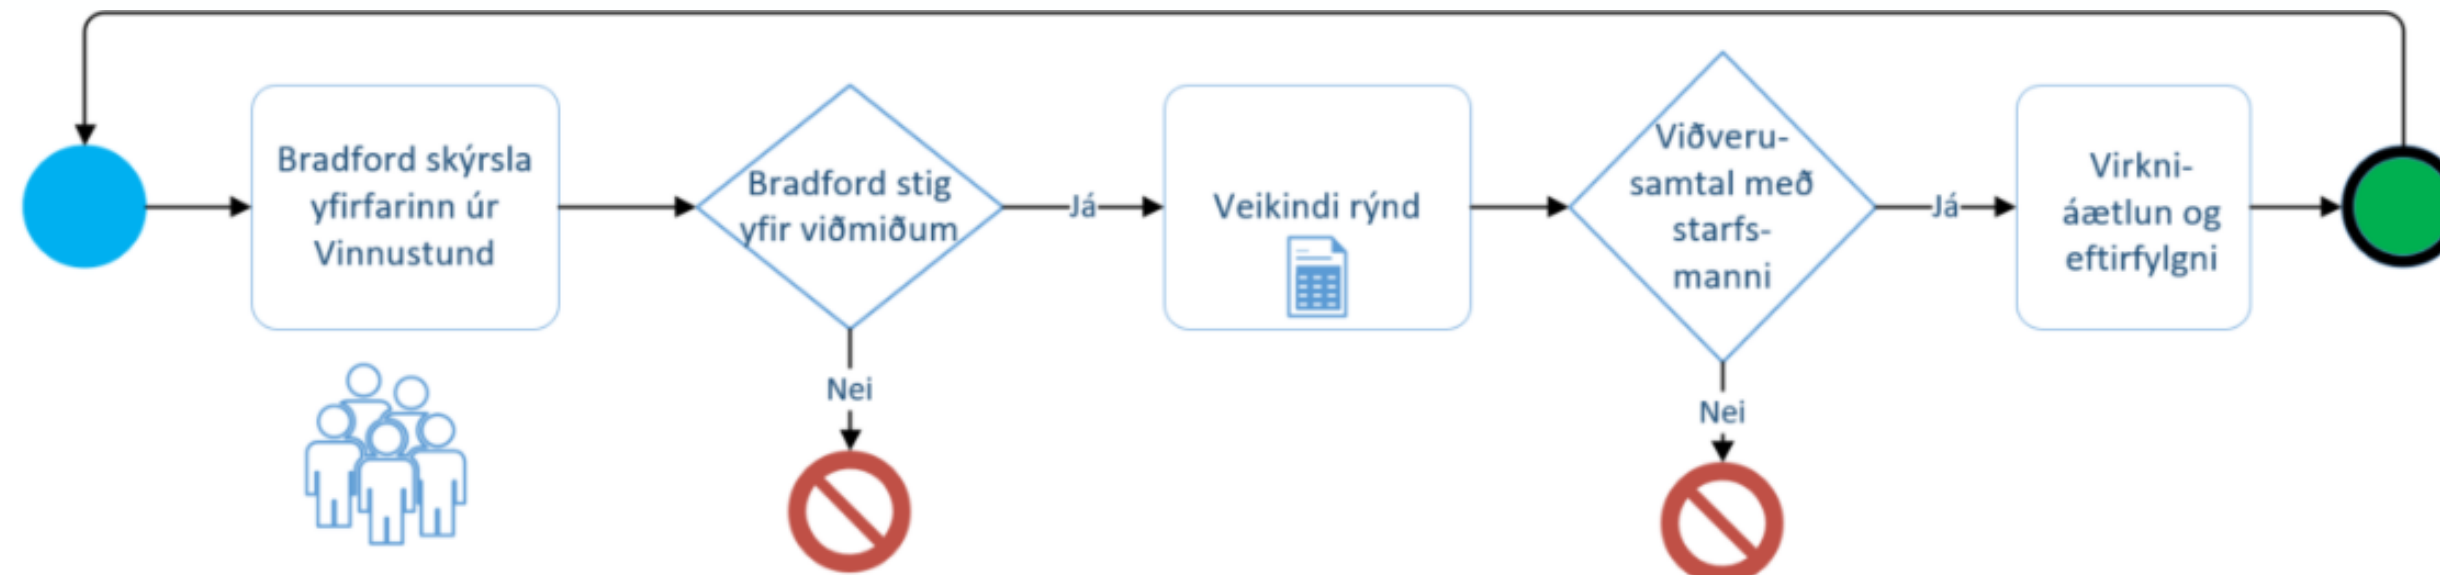 Bradford skýrsla
yfirfarinn úr
Vinnustund
Bradford stig
yfir viðmiðum
Já
Nei
Veikindi rýnd
Viðveru-
samtal með
starfs-
manni
Já
Nei
Virkni-
áætlun og
eftirfylgni